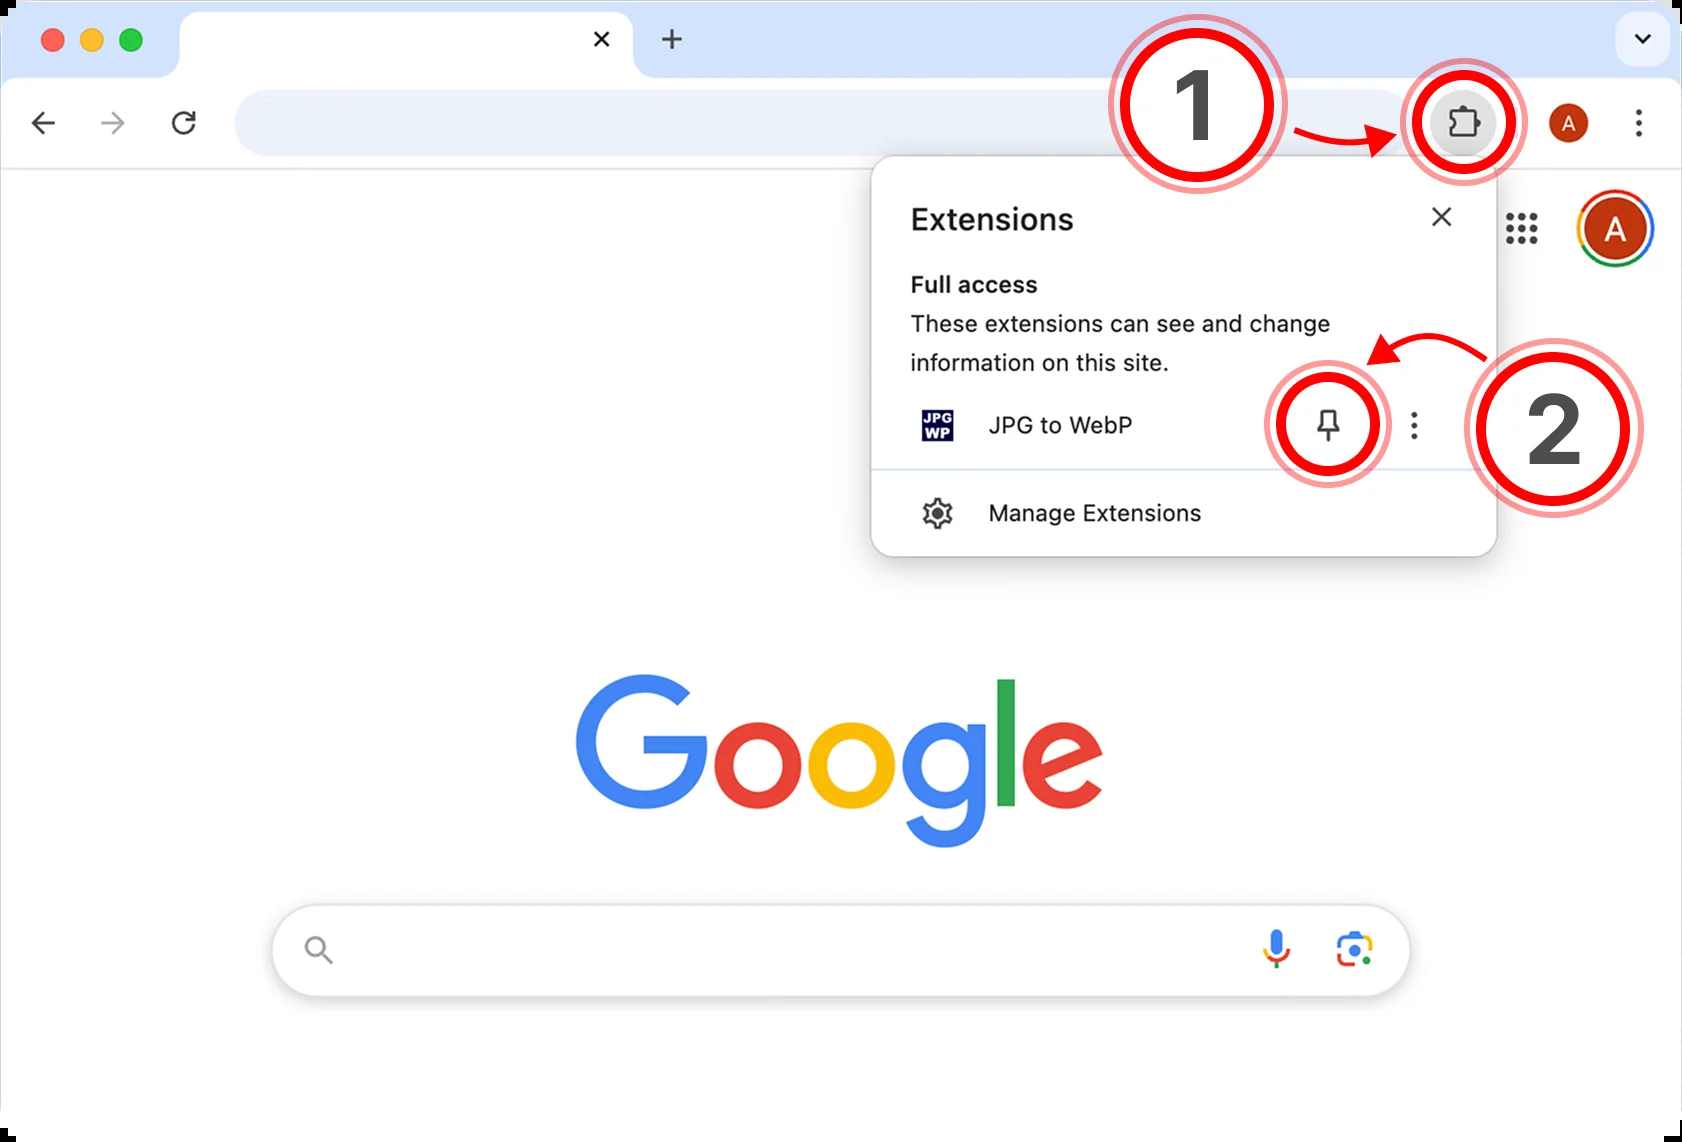 1
A
Extensions
A
Full access
These extensions can see and change
information on this site.
JPG
WP
JPG to WebP
2
Manage Extensions
Google